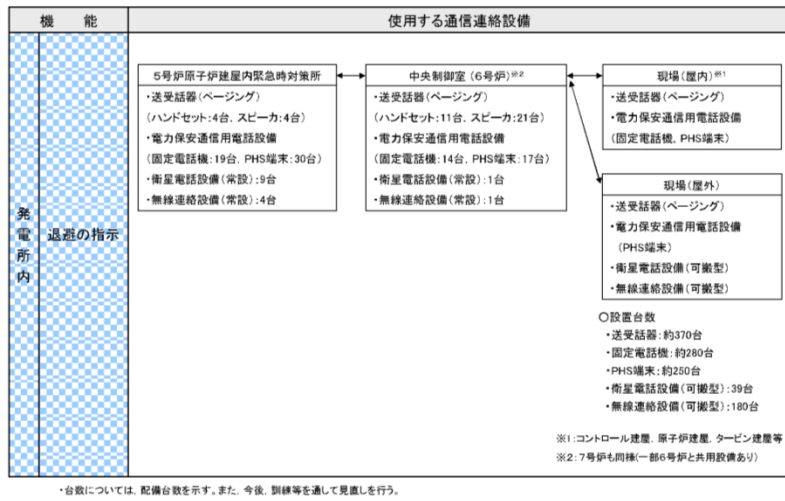 機　能
使用する通信連絡設備
発電所内
退避の指示
5号炉原子炉建屋内緊急時対策所
・送受話器(ページング)
(ハンドセット:4台, スピーカ:4台)
・電力保安通信用電話設備
(固定電話機:19台, PHS端末:30台)
・衛星電話設備(常設):9台
・無線連絡設備(常設):4台
中央制御室(6号炉)※2
・送受話器(ページング)
(ハンドセット:11台, スピーカ:21台)
・電力保安通信用電話設備
(固定電話機:14台, PHS端末:17台)
・衛星電話設備(常設):1台
・無線連絡設備(常設):1台
現場(屋内)※1
・送受話器(ページング)
・電力保安通信用電話設備
(固定電話機, PHS端末)
現場(屋外)
・送受話器(ページング)
・電力保安通信用電話設備
(PHS端末)
・衛星電話設備(可搬型)
・無線連絡設備(可搬型)
○設置台数
・送受話器:約370台
・固定電話機:約280台
・PHS端末:約250台
・衛星電話設備(可搬型):39台
・無線連絡設備(可搬型):180台
※1:コントロール建屋, 原子炉建屋, タービン建屋等
※2:7号炉も同様(一部6号炉と共用設備あり)
・台数については, 配備台数を示す。また, 今後, 訓練等を通して見直しを行う。